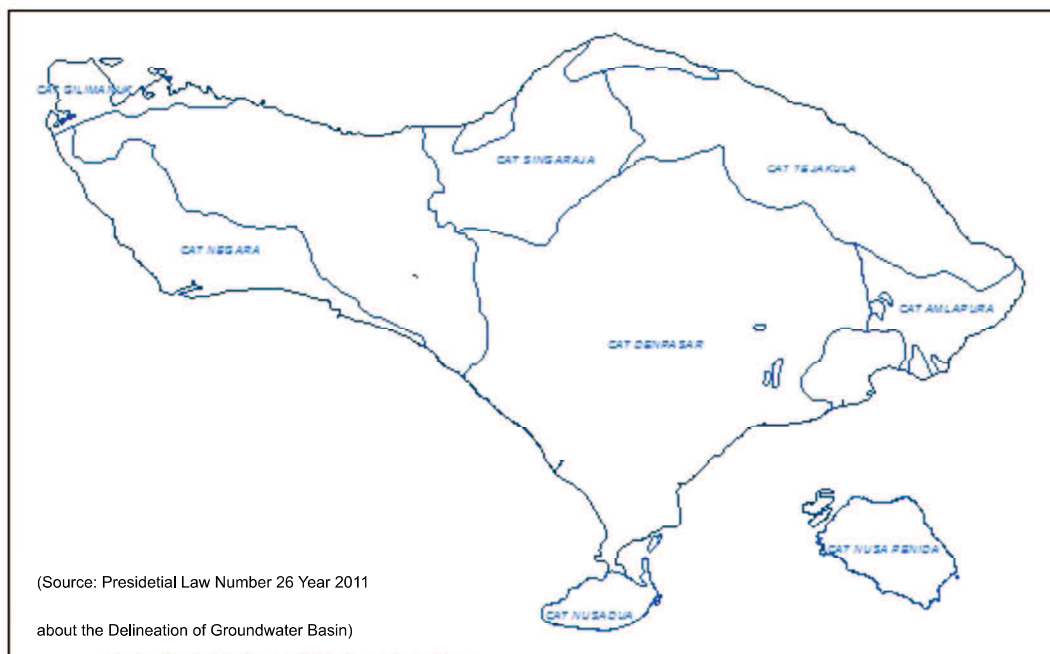 CAT GILIMANUK
CAT SINGARAJA
CAT TEJAKULA
CAT NEGARA
CAT AMLAPURA
CAT DENPASAR
CAT NUSA PENIDA
CAT NUSADUA
(Source: Presidetial Law Number 26 Year 2011
about the Delineation of Groundwater Basin)